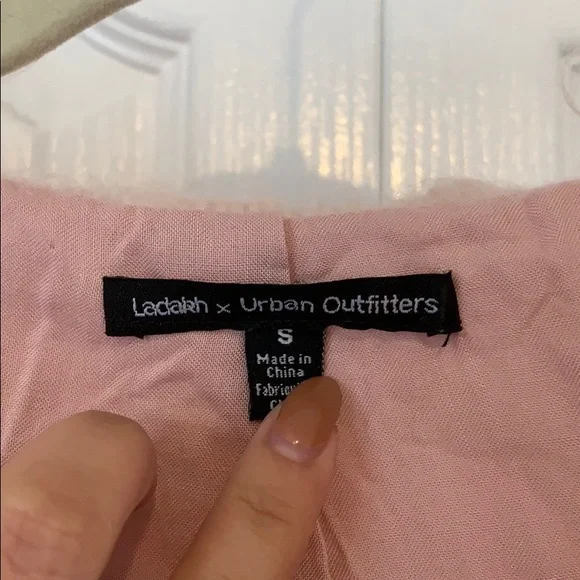 Ladakh x Urban Outfitters
S
Made in
China